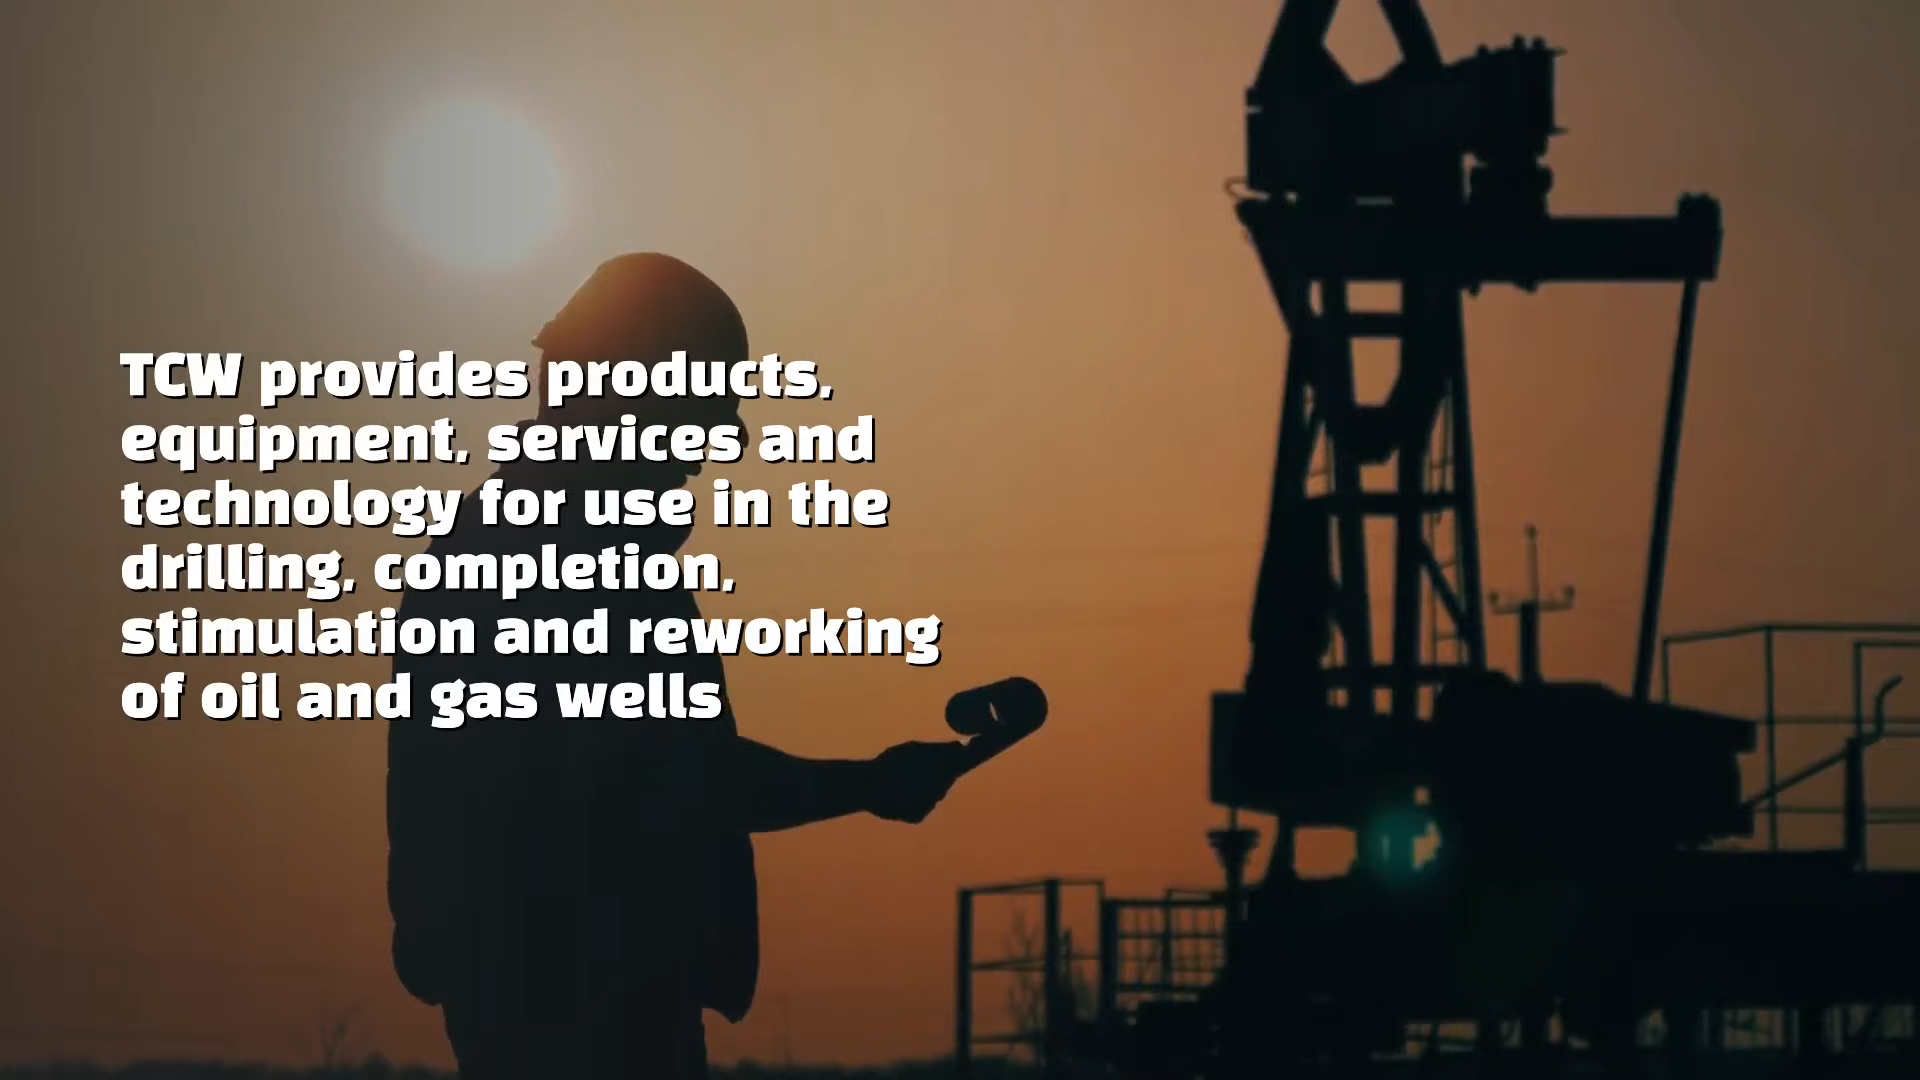 TCW provides products,
equipment, services and
technology for use in the
drilling, completion,
stimulation and reworking
of oil and gas wells